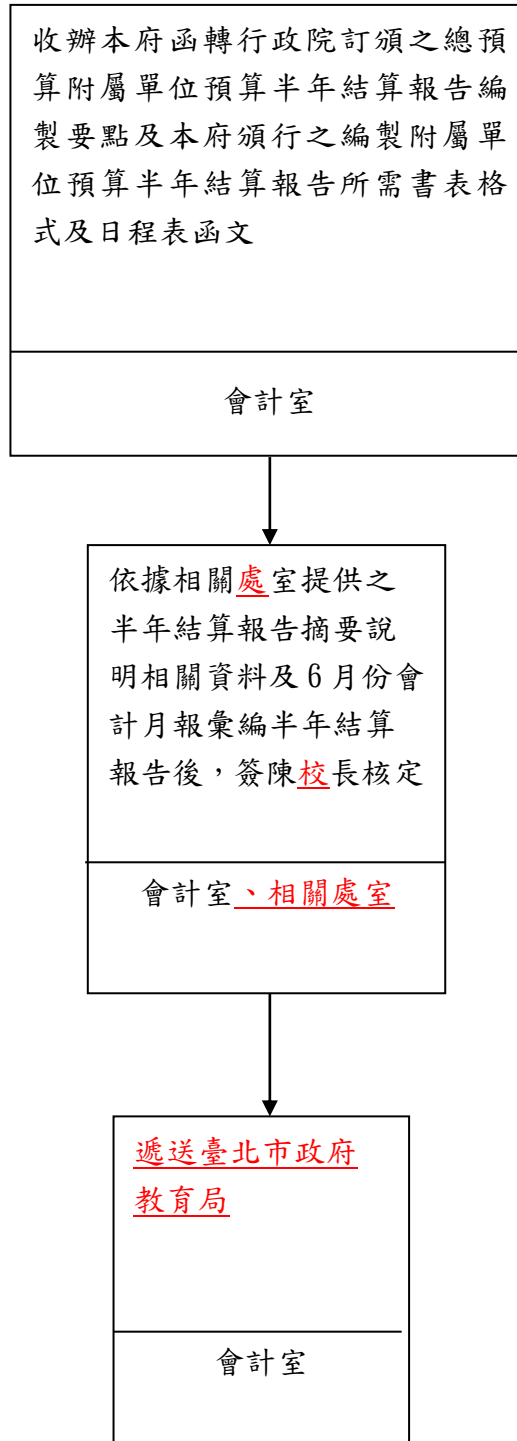 收辦本府函轉行政院訂頒之總預
算附屬單位預算半年結算報告編
製要點及本府頒行之編製附屬單
位預算半年結算報告所需書表格
式及日程表函文
會計室
依據相關處室提供之
半年結算報告摘要說
明相關資料及6月份會
計月報彙編半年結算
報告後，簽陳校長核定
會計室、相關處室
遞送臺北市政府
教育局
會計室